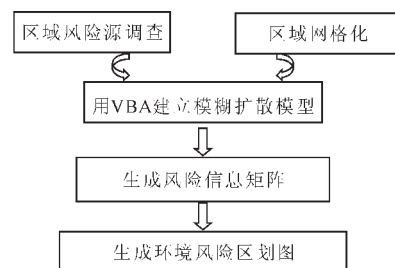 区域风险源调查
区域网格化
用VBA建立模糊扩散模型
生成风险信息矩阵
生成环境风险区划图